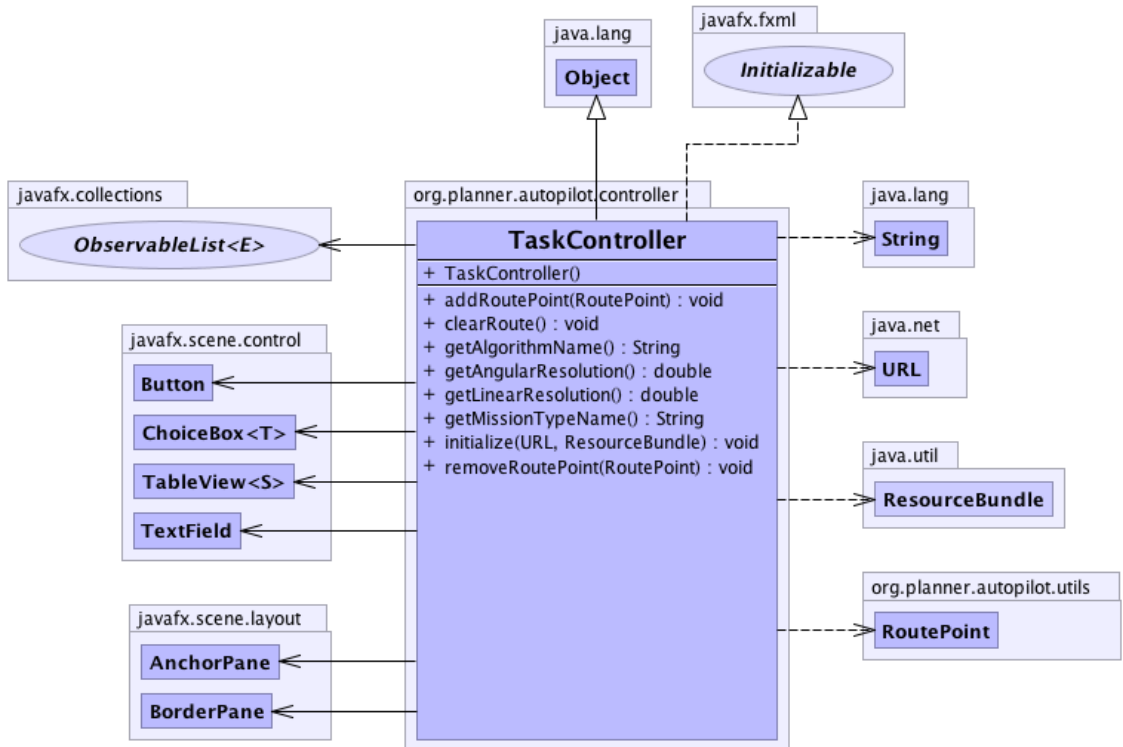 javafx.fxml
java.lang
Initializable
Object
javafx.collections
org.planner.autopilot.controller
java.lang
ObservableList<E>
TaskController
String
+ TaskController()
+ addRoutePoint(RoutePoint) : void
+ clearRoute() : void
+ getAlgorithmName() : String
+ getAngularResolution() : double
+ getLinearResolution() : double
+ getMissionTypeName() : String
+ initialize(URL, ResourceBundle) : void
+ removeRoutePoint(RoutePoint) : void
javafx.scene.control
Button
ChoiceBox<T>
TableView<S>
TextField
javafx.scene.layout
AnchorPane
BorderPane
java.net
URL
java.util
ResourceBundle
org.planner.autopilot.utils
RoutePoint